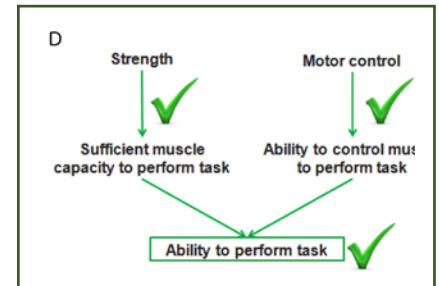 D
Strength
Motor control
Sufficient muscle
capacity to perform task
Ability to control
to perform task
Ability to perform task